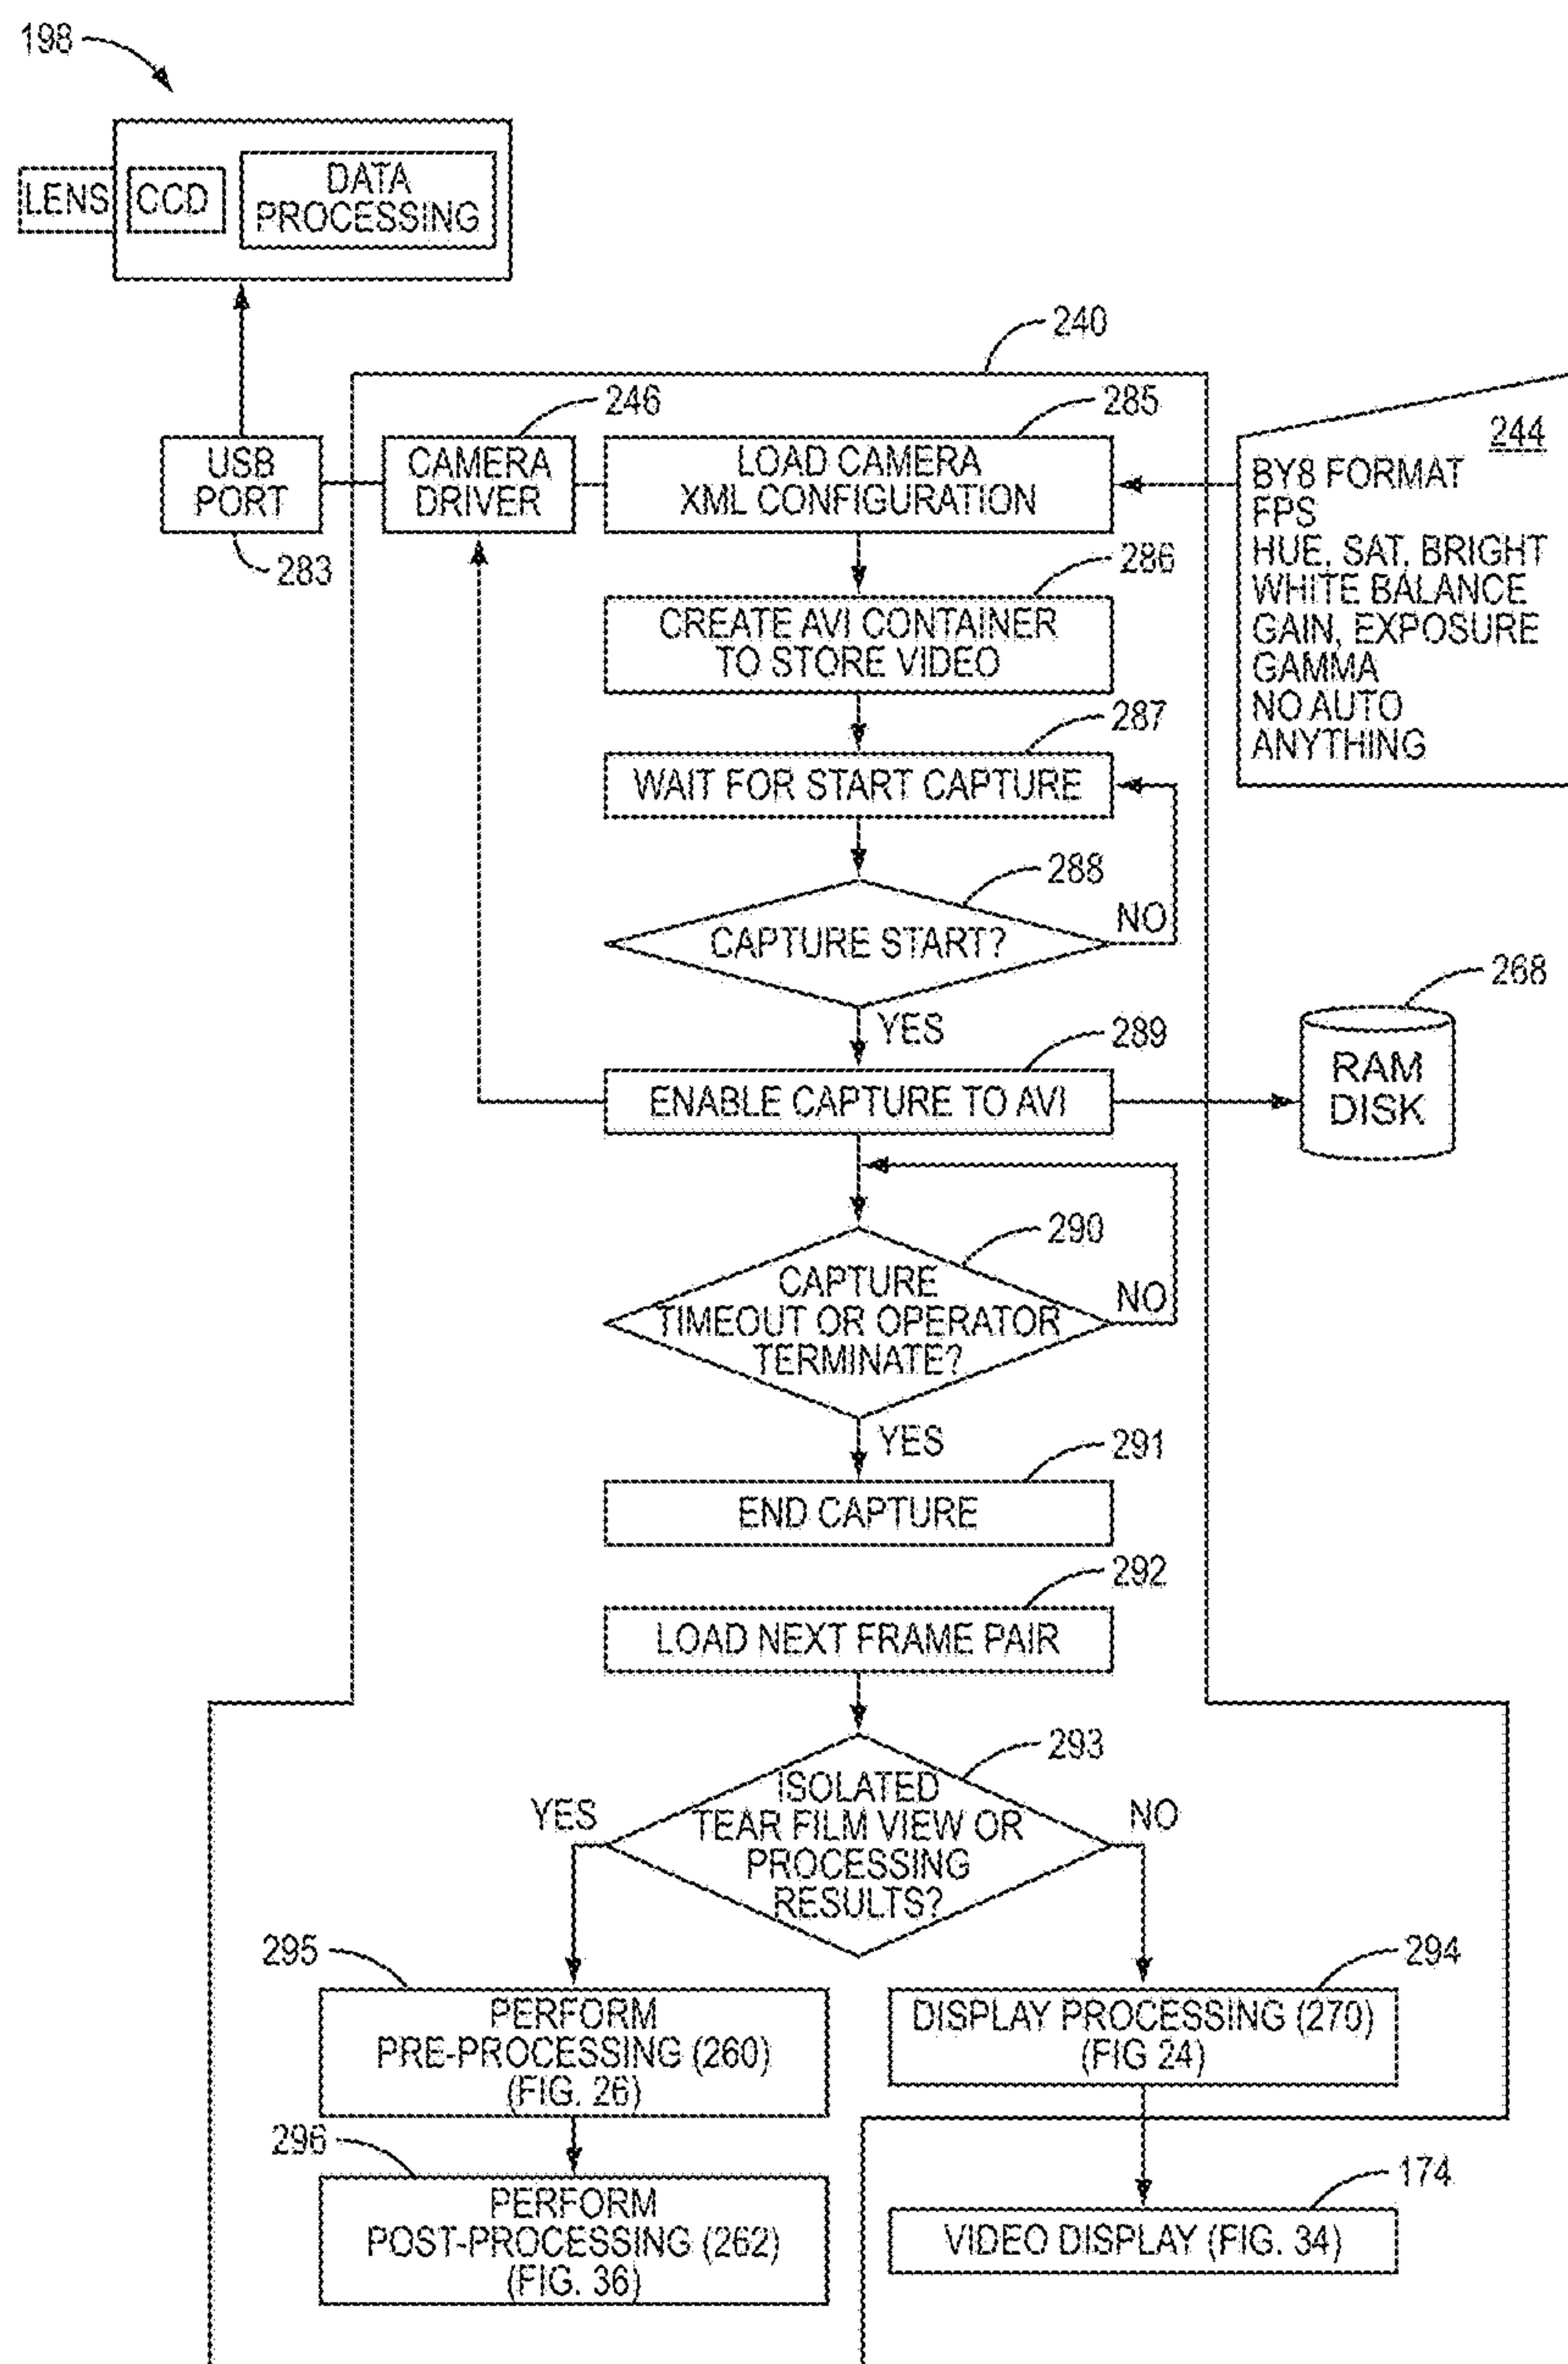 198
LENS
CCD
DATA
PROCESSING
240
246
285
244
USB
PORT
CAMERA
DRIVER
LOAD CAMERA
XML CONFIGURATION
BY8 FORMAT
FPS
HUE, SAT, BRIGHT
WHITE BALANCE
GAIN, EXPOSURE
GAMMA
NO AUTO
ANYTHING
283
286
CREATE AVI CONTAINER
TO STORE VIDEO
287
WAIT FOR START CAPTURE
288
CAPTURE START?
NO
YES
268
RAM
DISK
289
ENABLE CAPTURE TO AVI
290
CAPTURE
TIMEOUT OR OPERATOR
TERMINATE?
NO
YES
291
END CAPTURE
292
LOAD NEXT FRAME PAIR
293
ISOLATED
TEAR FILM VIEW OR
PROCESSING
RESULTS?
YES
NO
295
PERFORM
PRE-PROCESSING (260)
(FIG. 26)
294
DISPLAY PROCESSING (270)
(FIG 24)
296
PERFORM
POST-PROCESSING (262)
(FIG. 36)
174
VIDEO DISPLAY (FIG. 34)